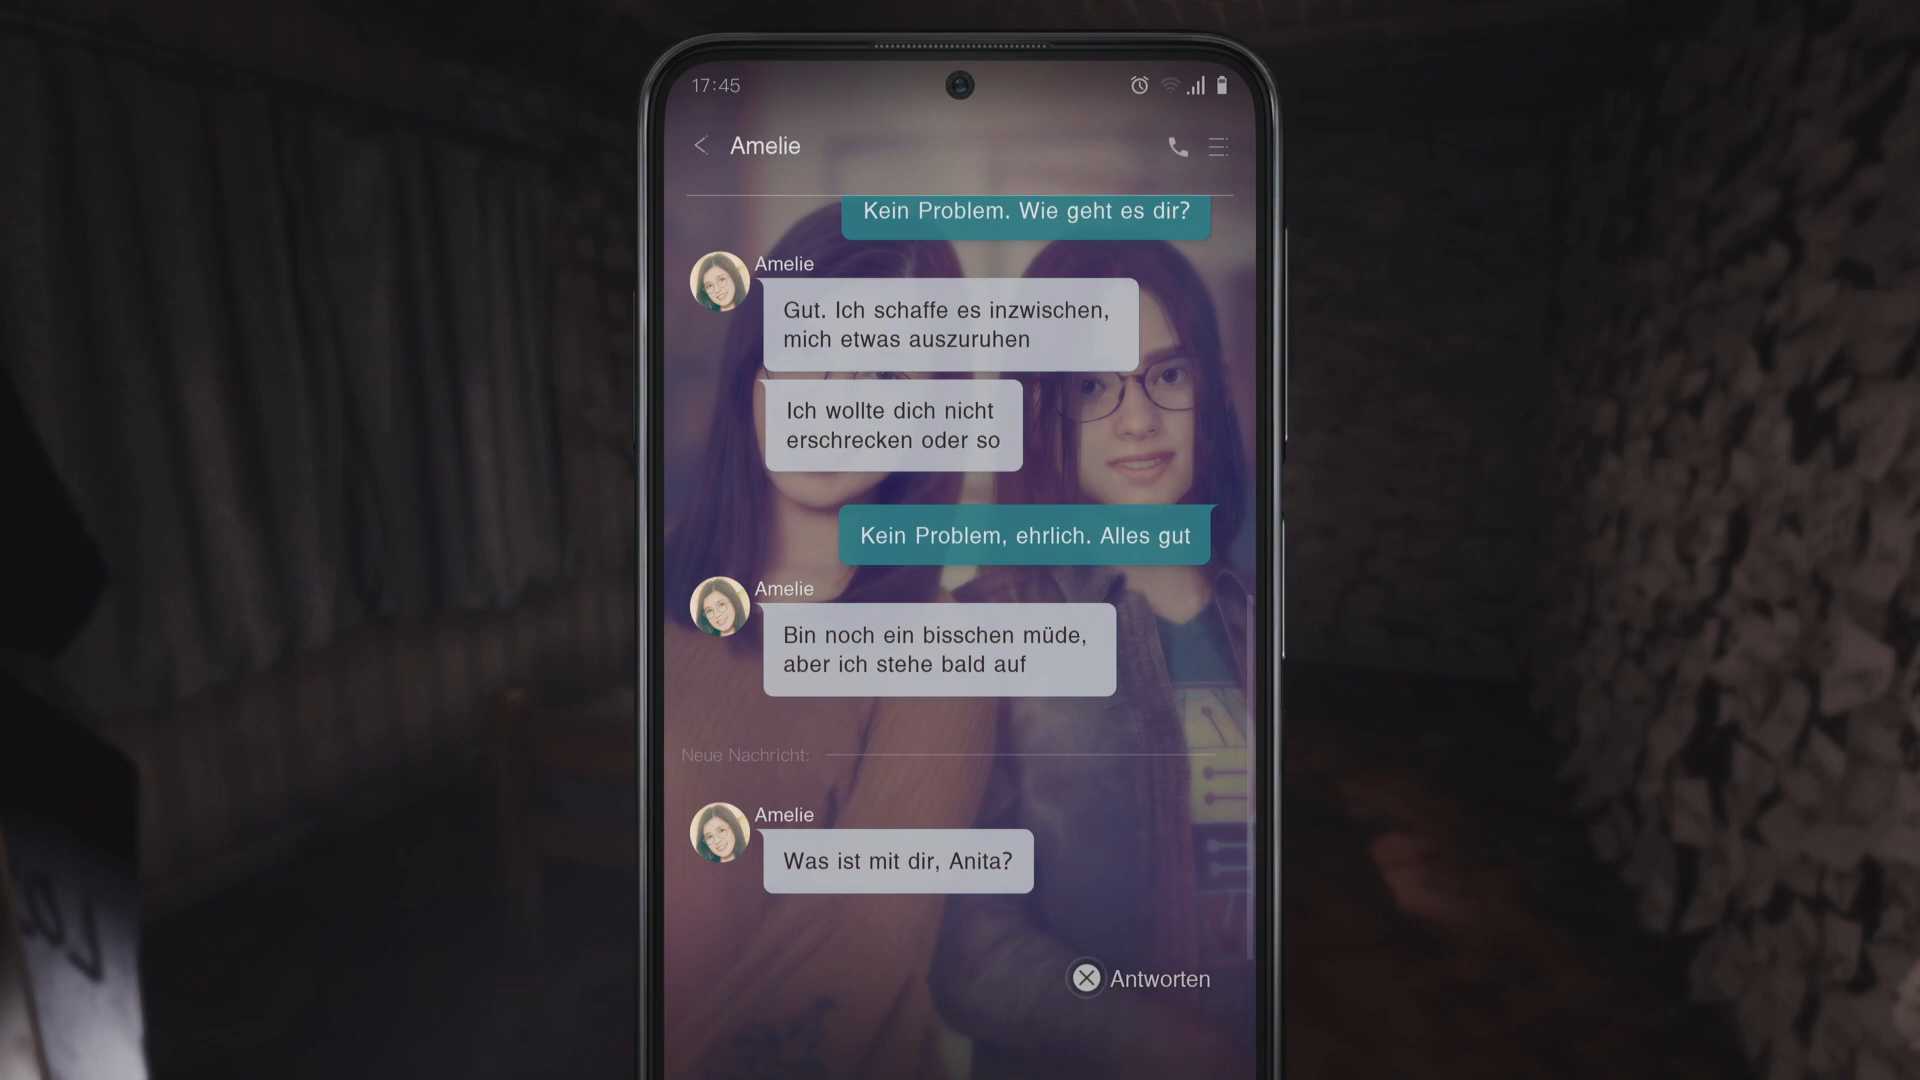 17:45
Amelie
Kein Problem. Wie geht es dir?
Amelie
Gut. Ich schaffe es inzwischen,
mich etwas auszuruhen
Ich wollte dich nicht
erschrecken oder so
Kein Problem, ehrlich. Alles gut
Amelie
Bin noch ein bisschen müde,
aber ich stehe bald auf
Neue Nachricht:
Amelie
Was ist mit dir, Anita?
Antworten